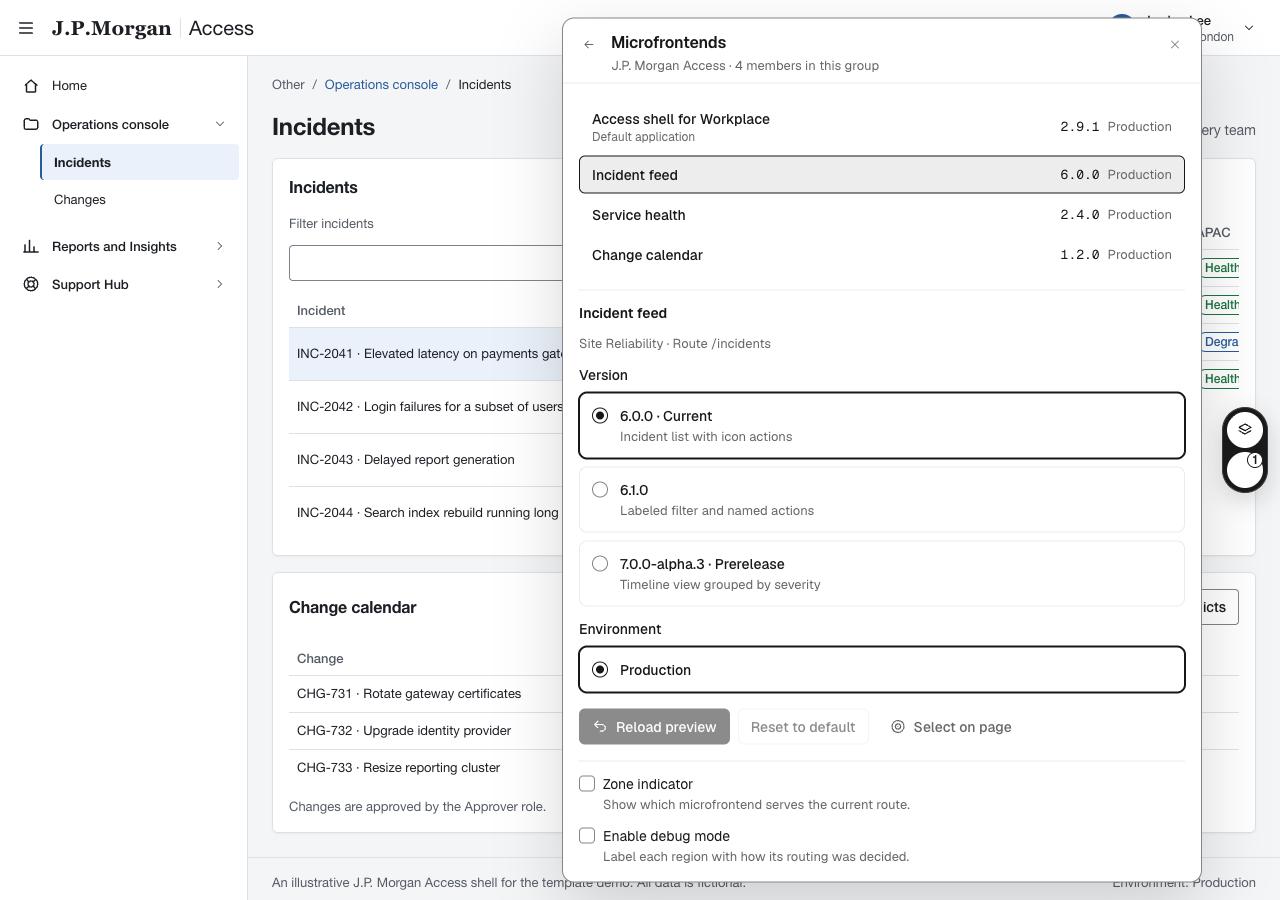 J.P.Morgan Access
London
Home
Operations console
Incidents
Changes
Reports and Insights
Support Hub
Other / Operations console / Incidents
Incidents
Incidents
Filter incidents
Incident
INC-2041 · Elevated latency on payments
INC-2042 · Login failures for a subset of users
INC-2043 · Delayed report generation
INC-2044 · Search index rebuild running long
APAC
Health
Health
Degra
Health
Change calendar
Change
CHG-731 · Rotate gateway certificates
CHG-732 · Upgrade identity provider
CHG-733 · Resize reporting cluster
Changes are approved by the Approver role.
An illustrative J.P. Morgan Access shell for the template demo. All data is fictional.
Environment: Production
Microfrontends
J.P. Morgan Access · 4 members in this group
Access shell for Workplace
2.9.1 Production
Default application
Incident feed
6.0.0 Production
Service health
2.4.0 Production
Change calendar
1.2.0 Production
Incident feed
Site Reliability · Route /incidents
Version
6.0.0 · Current
Incident list with icon actions
6.1.0
Labeled filter and named actions
7.0.0-alpha.3 · Prerelease
Timeline view grouped by severity
Environment
Production
Reload preview
Reset to default
Select on page
Zone indicator
Show which microfrontend serves the current route.
Enable debug mode
Label each region with how its routing was decided.
1